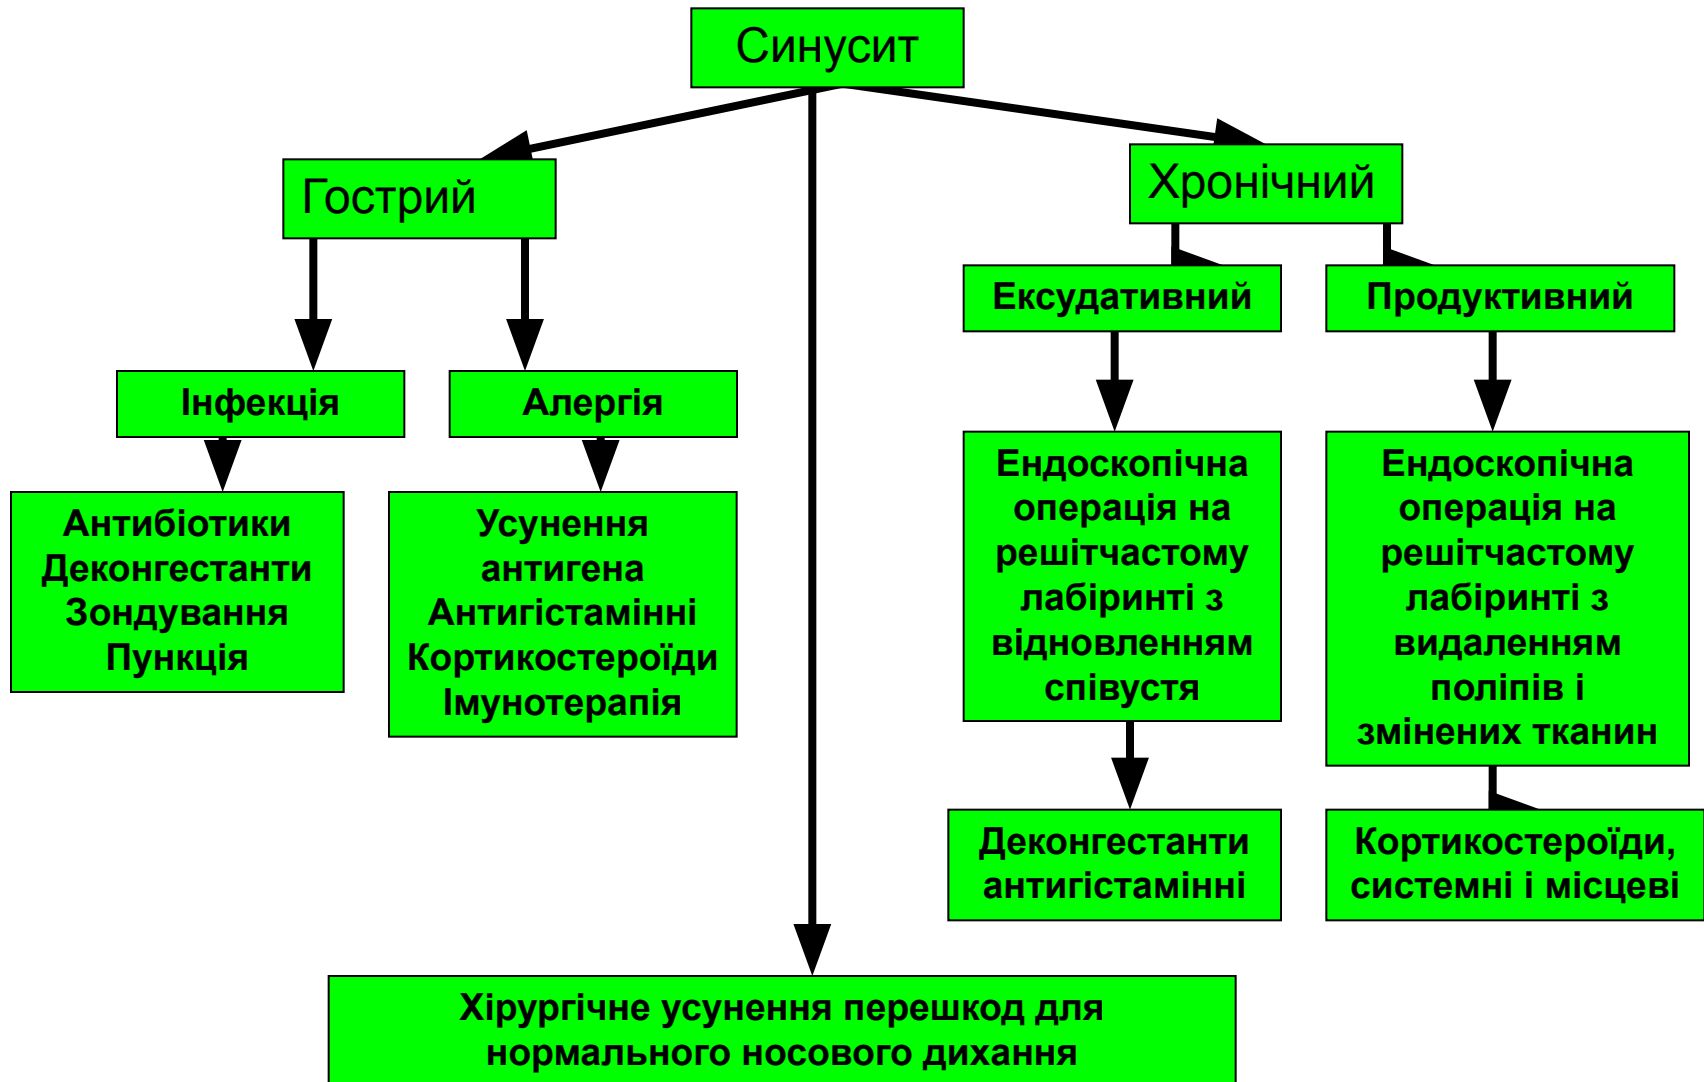 Синусит
Гострий
Хронічний
Ексудативний
Продуктивний
Інфекція
Алергія
Антибіотики
Деконгестанти
Зондування
Пункція
Усунення
антигена
Антигістамінні
Кортикостероїди
Імунотерапія
Ендоскопічна
операція на
решітчастому
лабіринті з
відновленням
співустя
Ендоскопічна
операція на
решітчастому
лабіринті з
видаленням
поліпів і
змінених тканин
Деконгестанти
антигістамінні
Кортикостероїди,
системні і місцеві
Хірургічне усунення перешкод для
нормального носового дихання